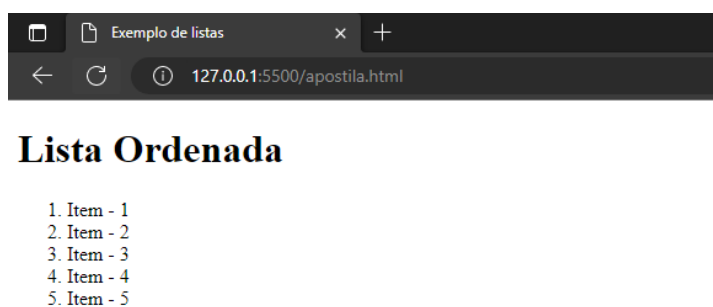 Exemplo de listas
127.0.0.1:5500/apostila.html
Lista Ordenada
1. Item - 1
2. Item - 2
3. Item - 3
4. Item - 4
5. Item - 5